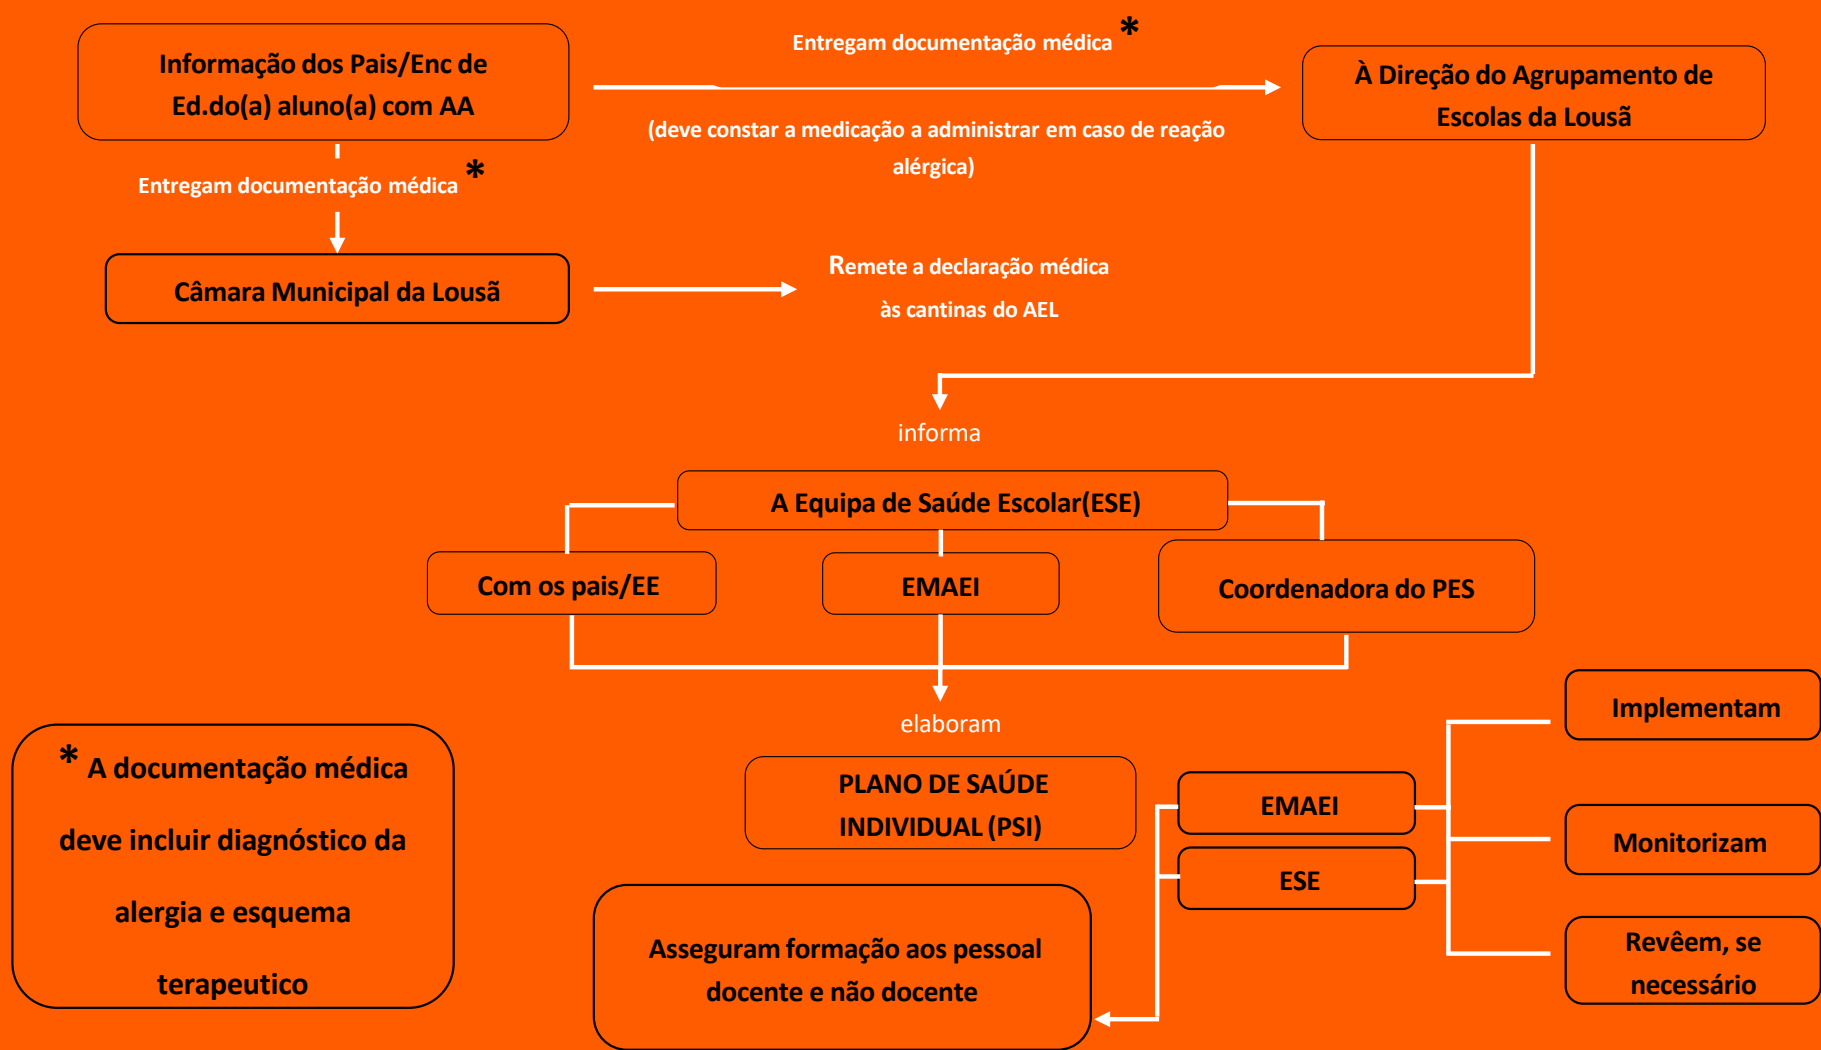 Informação dos Pais/Enc de
Ed.do(a) aluno(a) com AA
Entregam documentação médica *
(deve constar a medicação a administrar em caso de reação
alérgica)
À Direção do Agrupamento de
Escolas da Lousã
Entregam documentação médica *
Câmara Municipal da Lousã
Remete a declaração médica
às cantinas do AEL
informa
A Equipa de Saúde Escolar(ESE)
Com os pais/EE
EMAEI
Coordenadora do PES
elaboram
PLANO DE SAÚDE
INDIVIDUAL (PSI)
EMAEI
ESE
Implementam
Monitorizam
Revêem, se
necessário
Asseguram formação aos pessoal
docente e não docente
* A documentação médica
deve incluir diagnóstico da
alergia e esquema
terapeutico